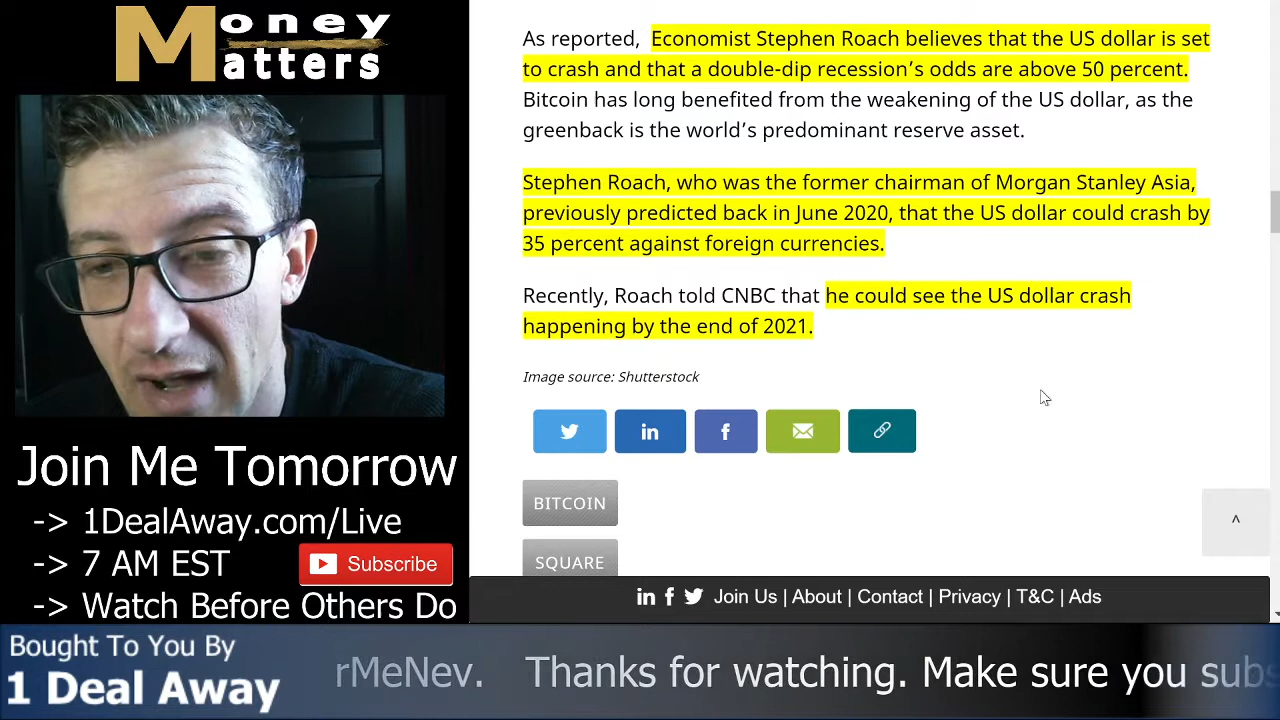 Money
Matters
As reported, Economist Stephen Roach believes that the US dollar is set
to crash and that a double-dip recession’s odds are above 50 percent.
Bitcoin has long benefited from the weakening of the US dollar, as the
greenback is the world’s predominant reserve asset.
Stephen Roach, who was the former chairman of Morgan Stanley Asia,
previously predicted back in June 2020, that the US dollar could crash by
35 percent against foreign currencies.
Recently, Roach told CNBC that he could see the US dollar crash
happening by the end of 2021.
Image source: Shutterstock
BITCOIN
SQUARE
Join Us | About | Contact | Privacy | T&C | Ads
Join Me Tomorrow
-> 1DealAway.com/Live
-> 7 AM EST
Subscribe
-> Watch Before Others Do
Bought To You By
1 Deal Away
rMeNev. Thanks for watching. Make sure you subs